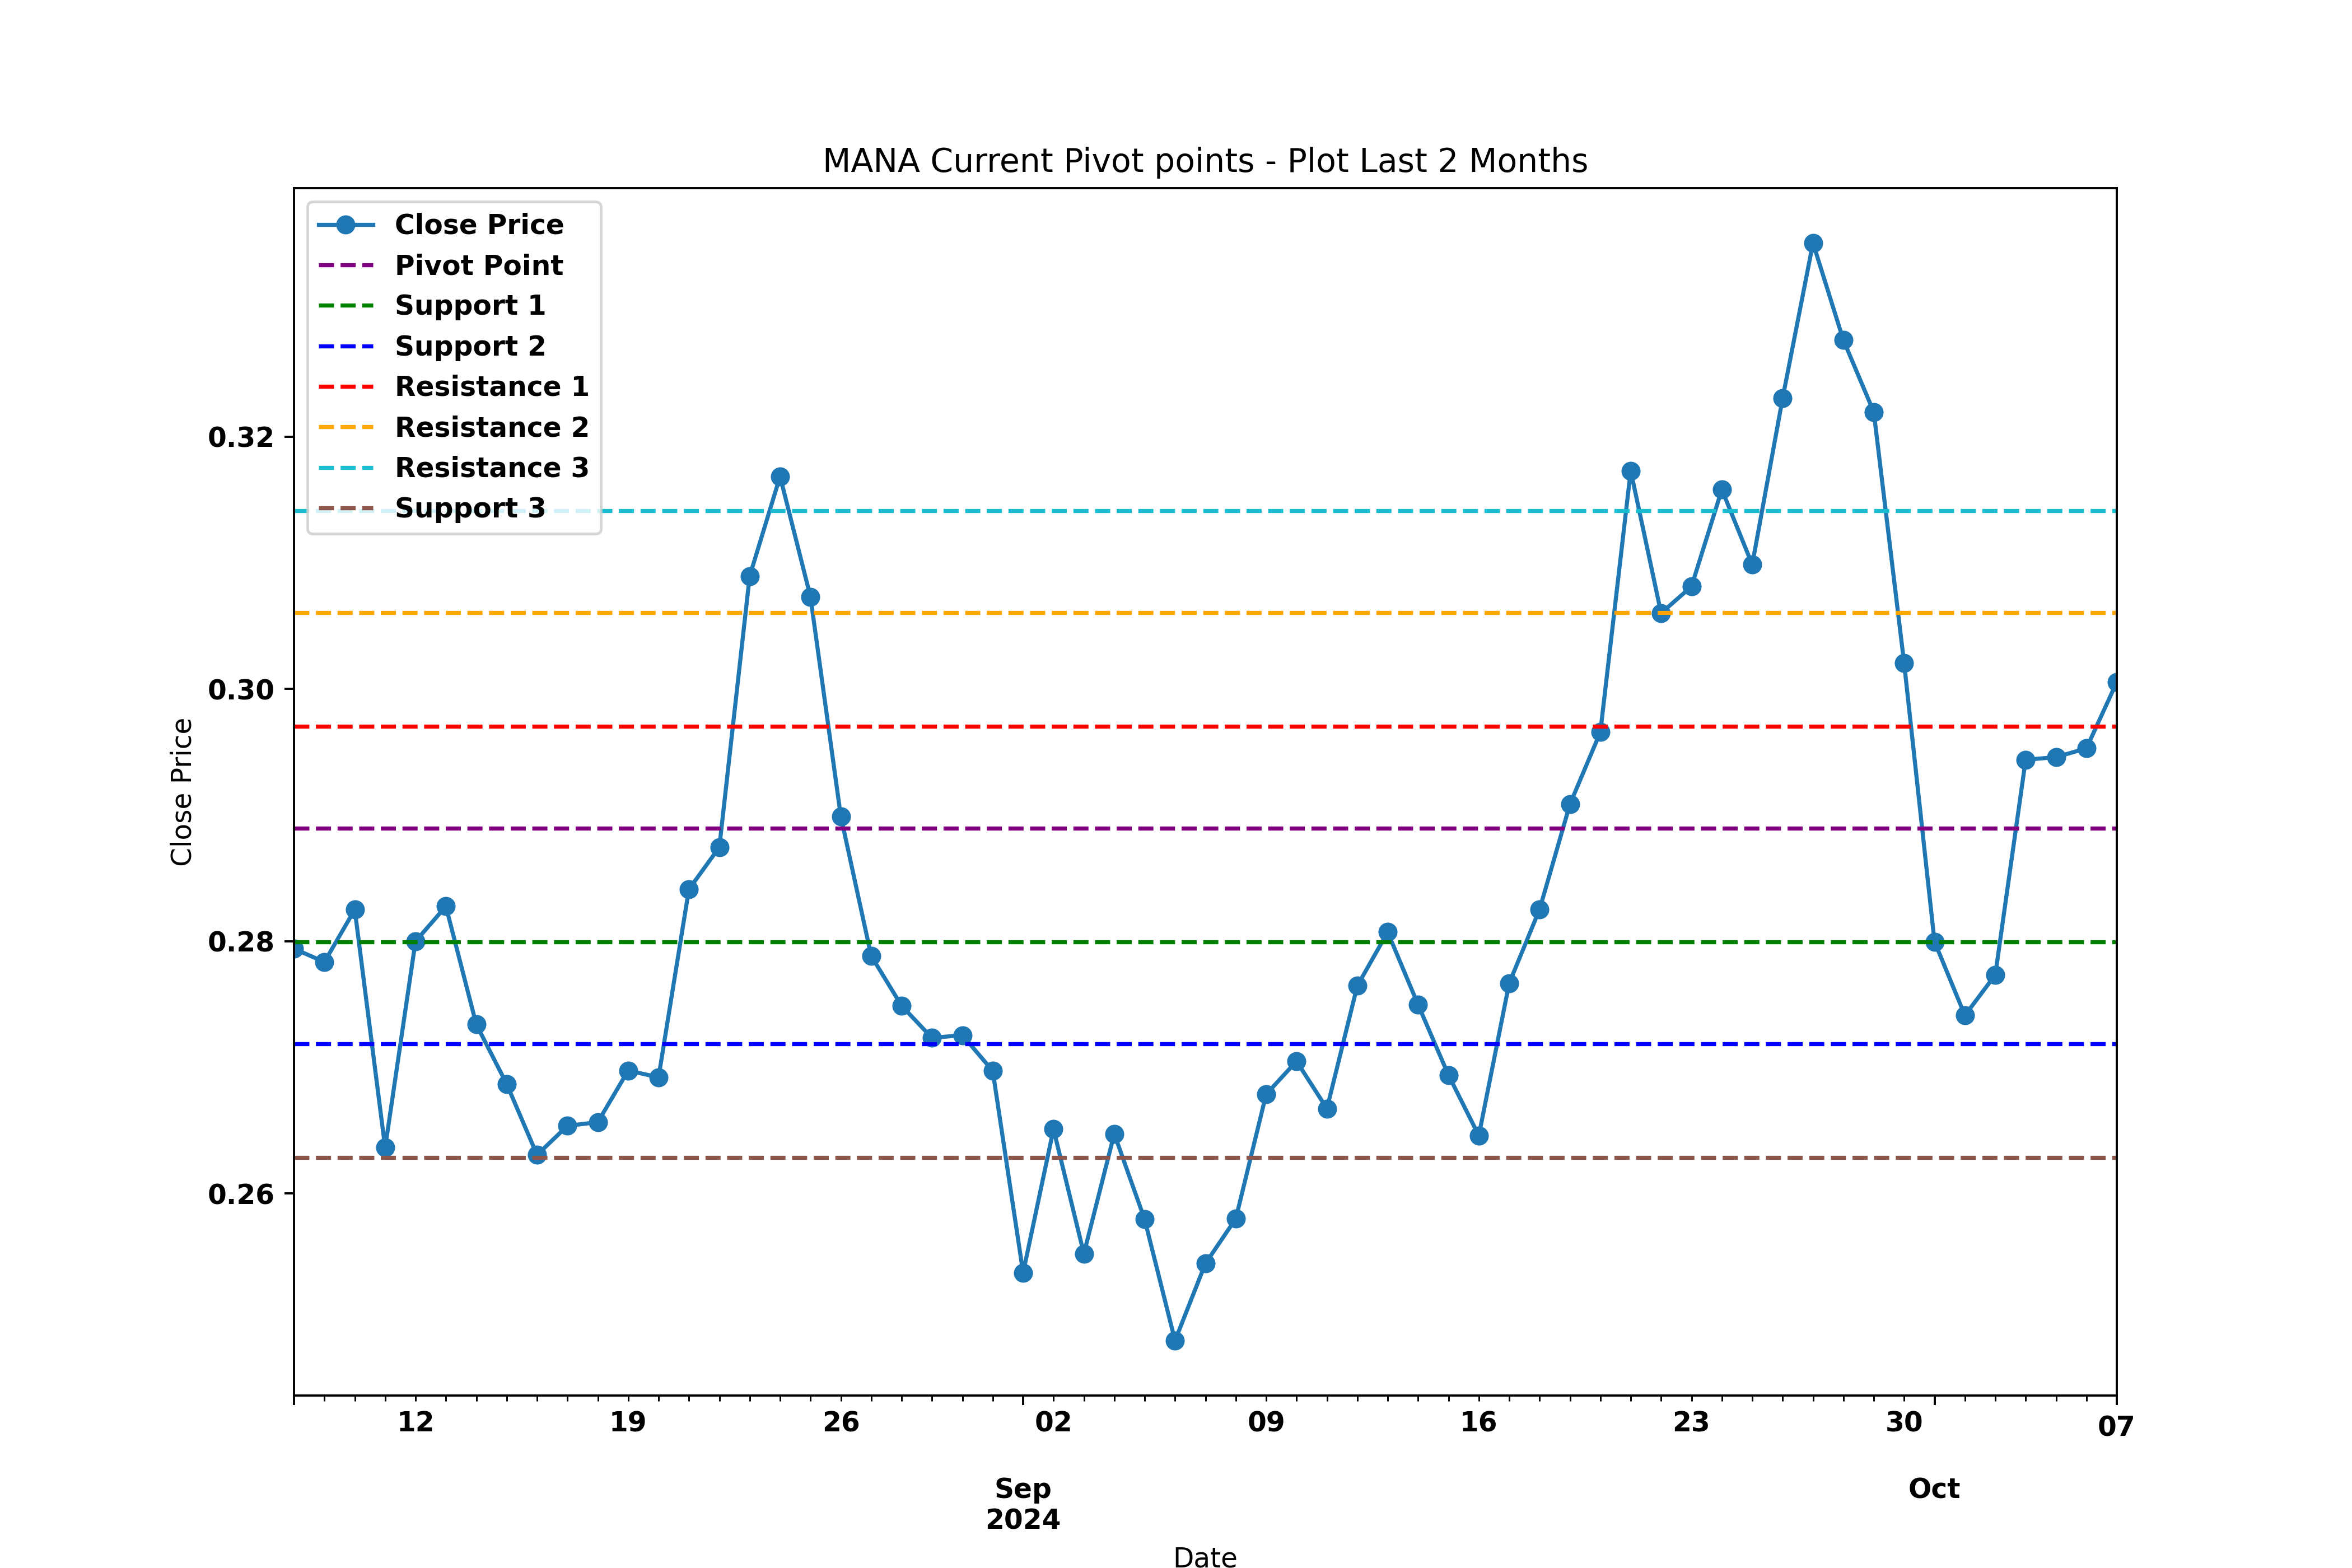 MANA Current Pivot points - Plot Last 2 Months
Close Price
Pivot Point
Support 1
Support 2
Resistance 1
Resistance 2
Resistance 3
Support 3
0.32
0.30
0.28
0.26
Close Price
12 19 26 02 09 16 23 30 07
Sep Oct
2024
Date